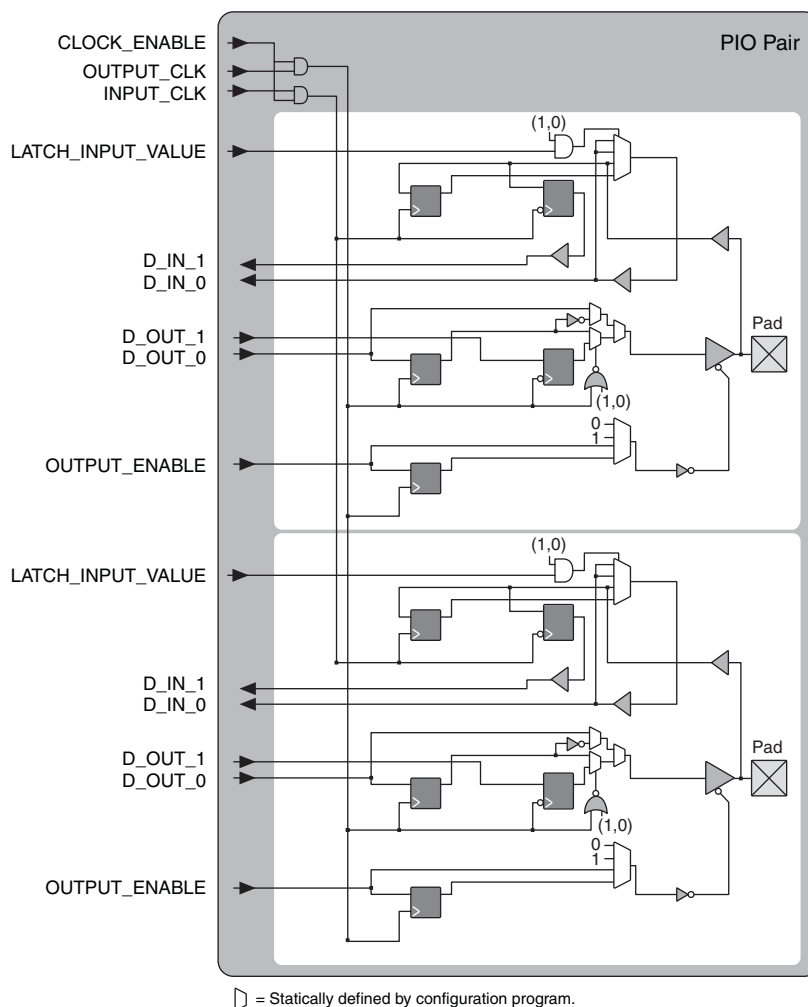 PIO Pair
CLOCK_ENABLE
OUTPUT_CLK
INPUT_CLK
(1,0)
LATCH_INPUT_VALUE
D_IN_1
D_IN_0
D_OUT_1
D_OUT_0
Pad
(1,0)
0
1
OUTPUT_ENABLE
(1,0)
LATCH_INPUT_VALUE
D_IN_1
D_IN_0
D_OUT_1
D_OUT_0
Pad
(1,0)
0
1
OUTPUT_ENABLE
= Statically defined by configuration program.